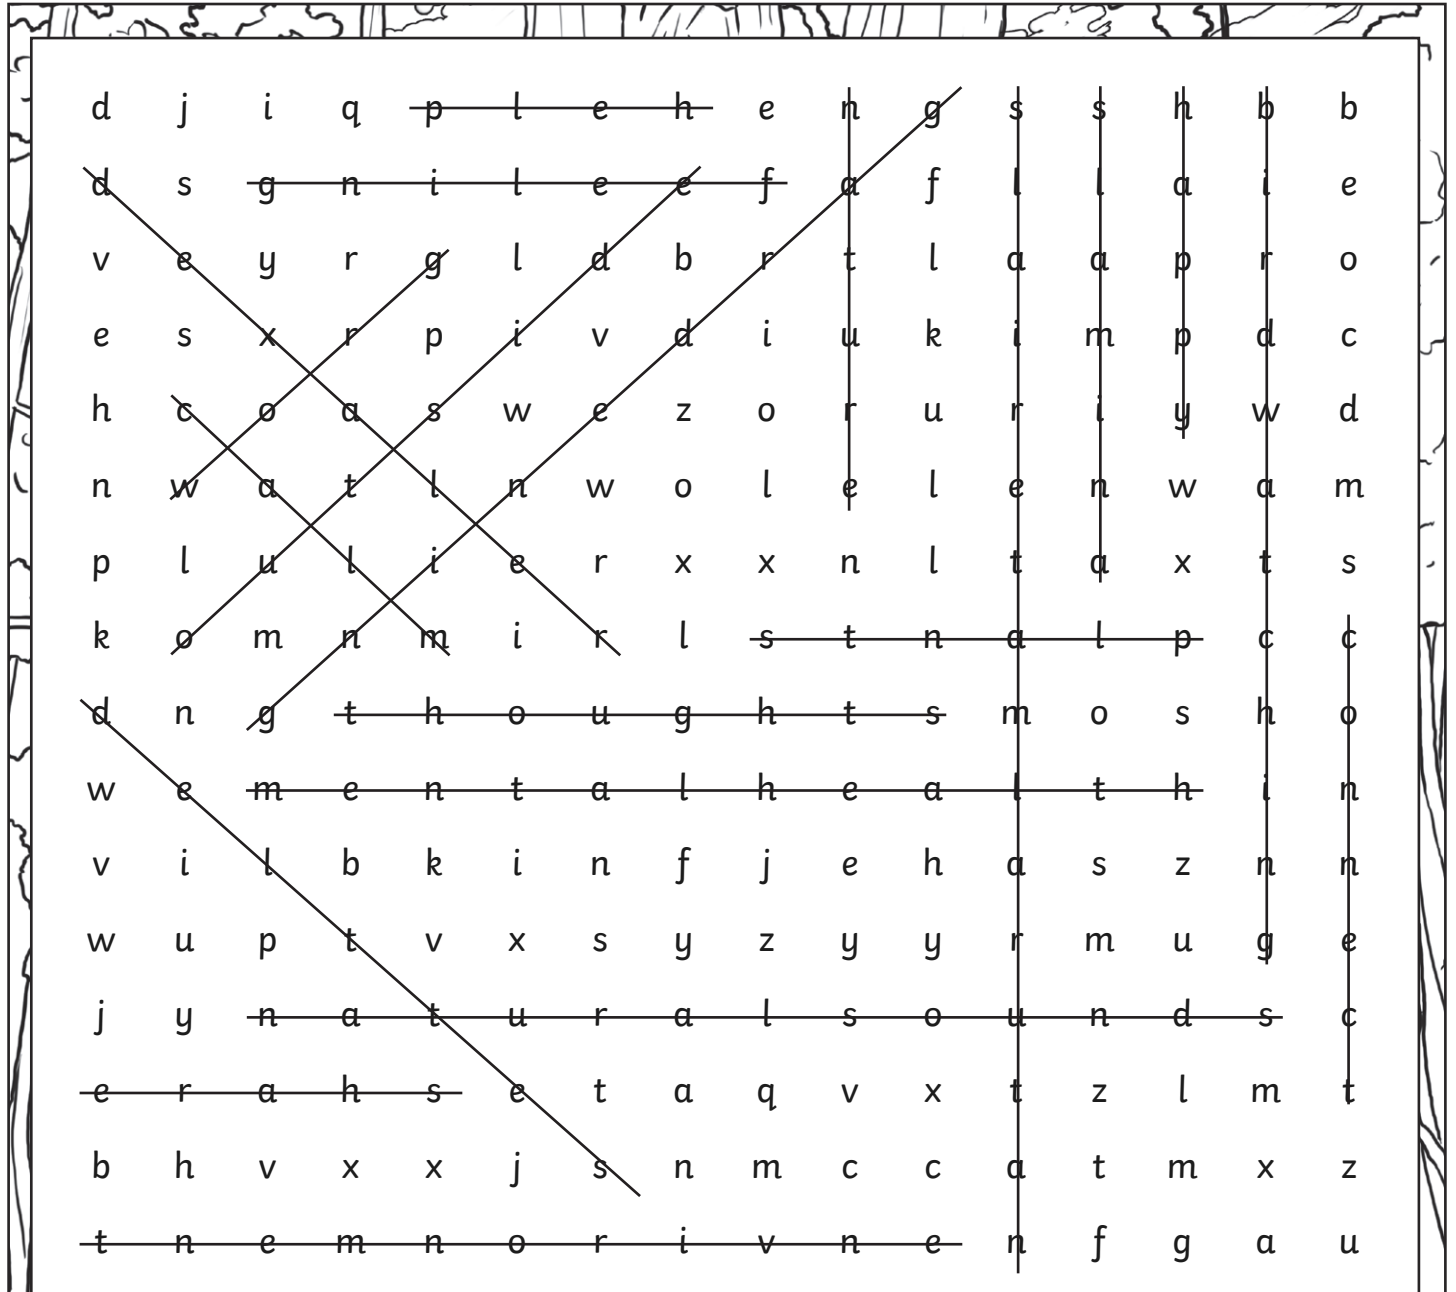 d j i q p l e h e n g s s h b b
d s g n i l e e f a f l l a i e
v e y r g l d b r t l a a p r o
e s x r p i v d i u k i m p d c
h c o a s w e z o r u r i y w d
n w a t l n w o l e l e n w a m
p l u l i e r x x n l t a x t s
k o m n m i r l s t n a l p c c
d n g t h o u g h t s m o s h o
w e m e n t a l h e a l t h i n
v i l b k i n f j e h a s z n n
w u p t v x s y z y y r m u g e
j y n a t u r a l s o u n d s c
e r a h s e t a q v x t z l m t
b h v x x j s n m c c a t m x z
t n e m n o r i v n e n f g a u